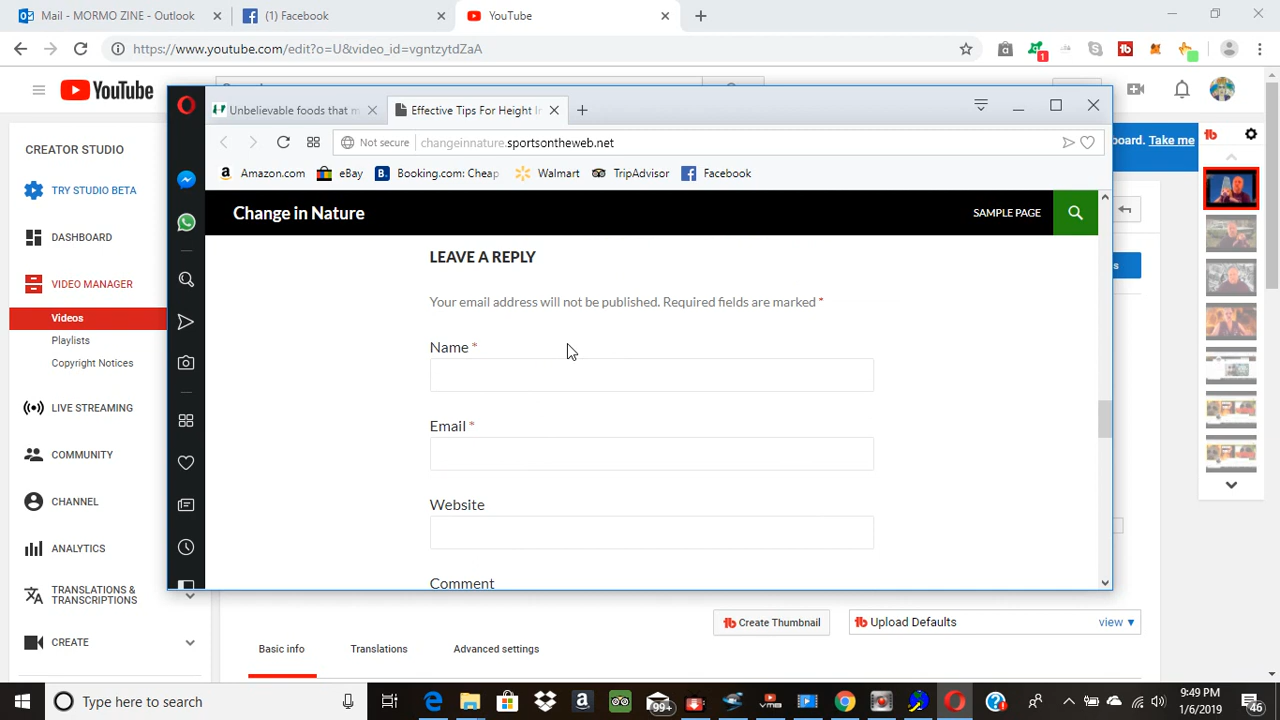 Mail - MORMO ZINE - Outlook
(1) Facebook
YouTube
https://www.youtube.com/edit?o=U&video_id=vgntzytdZaA
1
YouTube
Unbelievable foods that m
Effective Tips For Height In
Not secure
changeinnature.sportsontheweb.net
Amazon.com
eBay
Booking.com: Cheap
Walmart
TripAdvisor
Facebook
Change in Nature
SAMPLE PAGE
LEAVE A REPLY
Your email address will not be published. Required fields are marked *
Name *
Email *
Website
Comment
CREATOR STUDIO
TRY STUDIO BETA
DASHBOARD
VIDEO MANAGER
Videos
Playlists
Copyright Notices
LIVE STREAMING
COMMUNITY
CHANNEL
ANALYTICS
TRANSLATIONS &
TRANSCRIPTIONS
CREATE
board. Take me
s
Create Thumbnail
Upload Defaults
view
Basic info
Translations
Advanced settings
Type here to search
99+
9:49 PM
1/6/2019
46